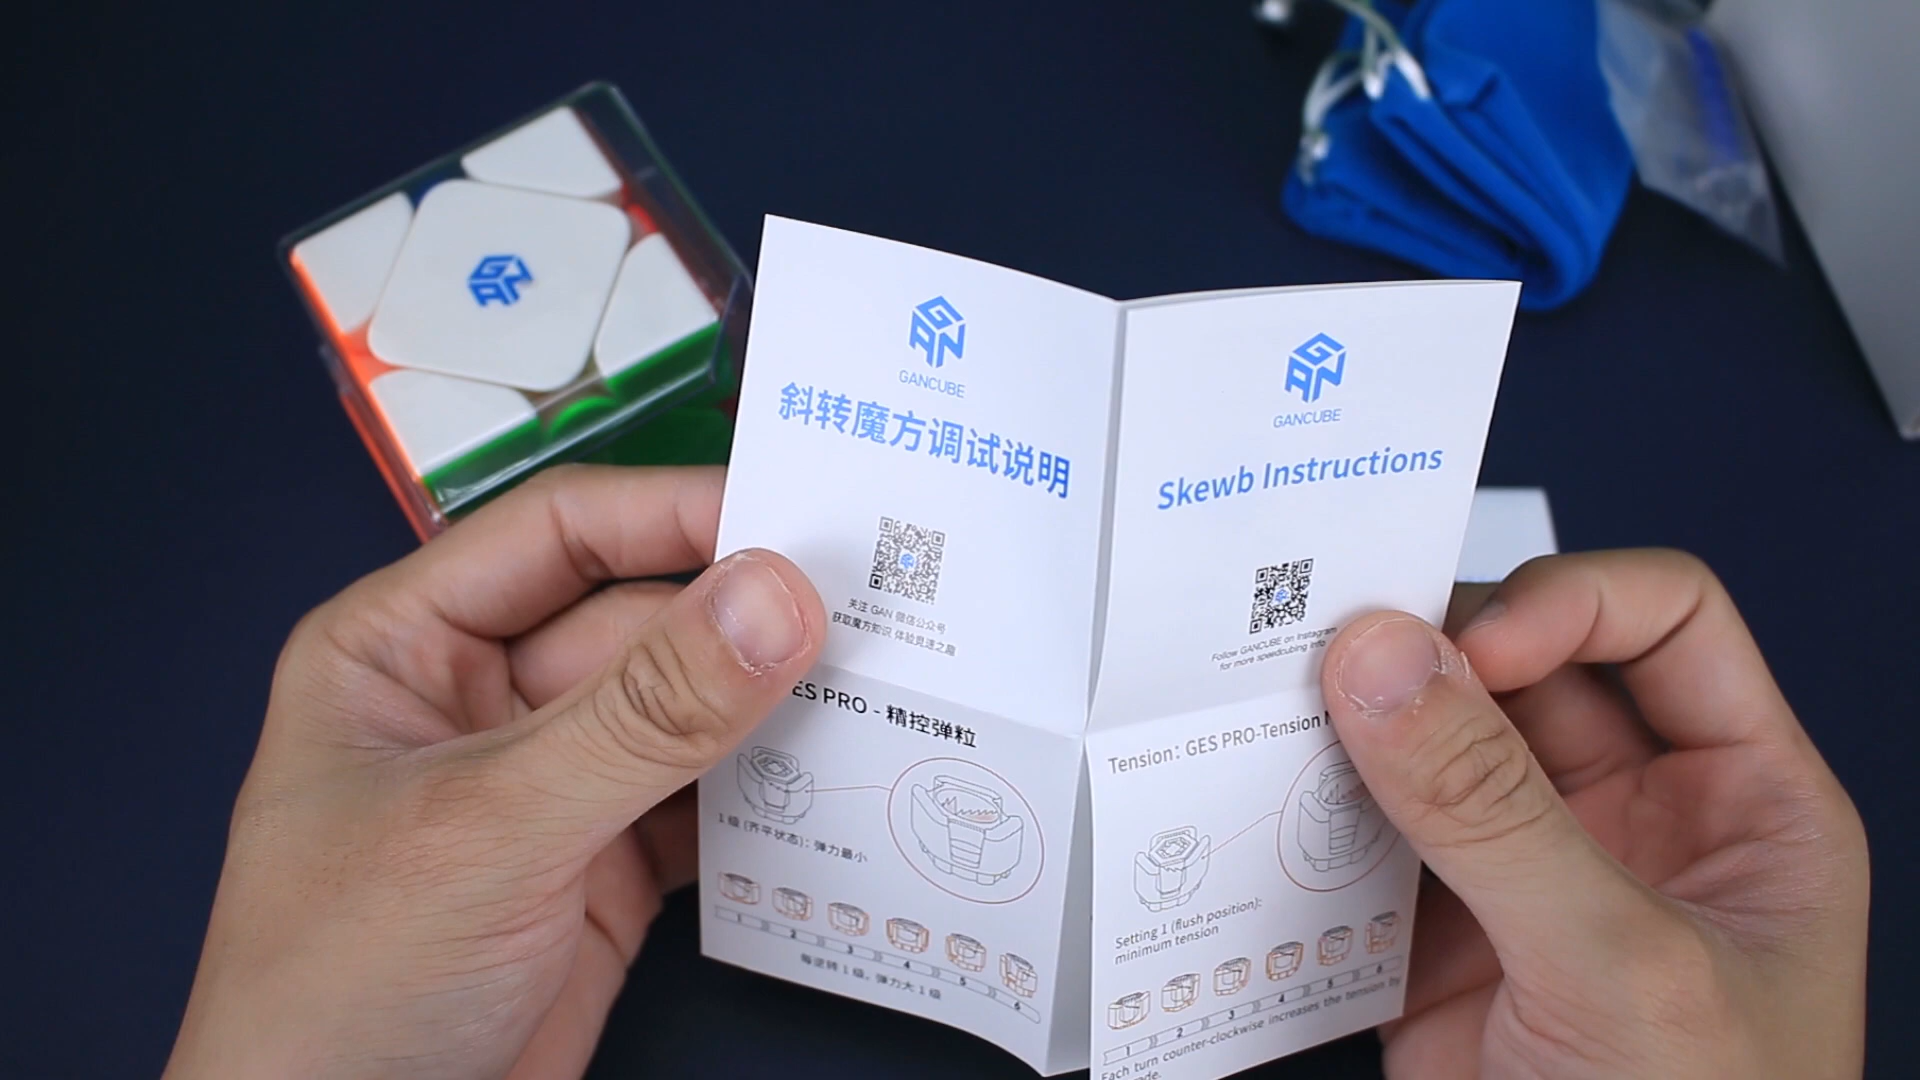 GAN
GAN
GANCUBE
斜转魔方调试说明
关注 GAN 微信公众号
获取魔方知识 体验竞速之趣
ES PRO - 精控弹粒
1 级 (齐平状态)：弹力最小
1 2 3 4 5 6
每逆转 1 级，弹力大 1 级
GAN
GANCUBE
Skewb Instructions
Follow GANCUBE on Instagram
for more speedcubing info
Tension：GES PRO-Tension
Setting 1 (flush position):
minimum tension
1 2 3 4 5 6
Each turn counter-clockwise increases the tension by